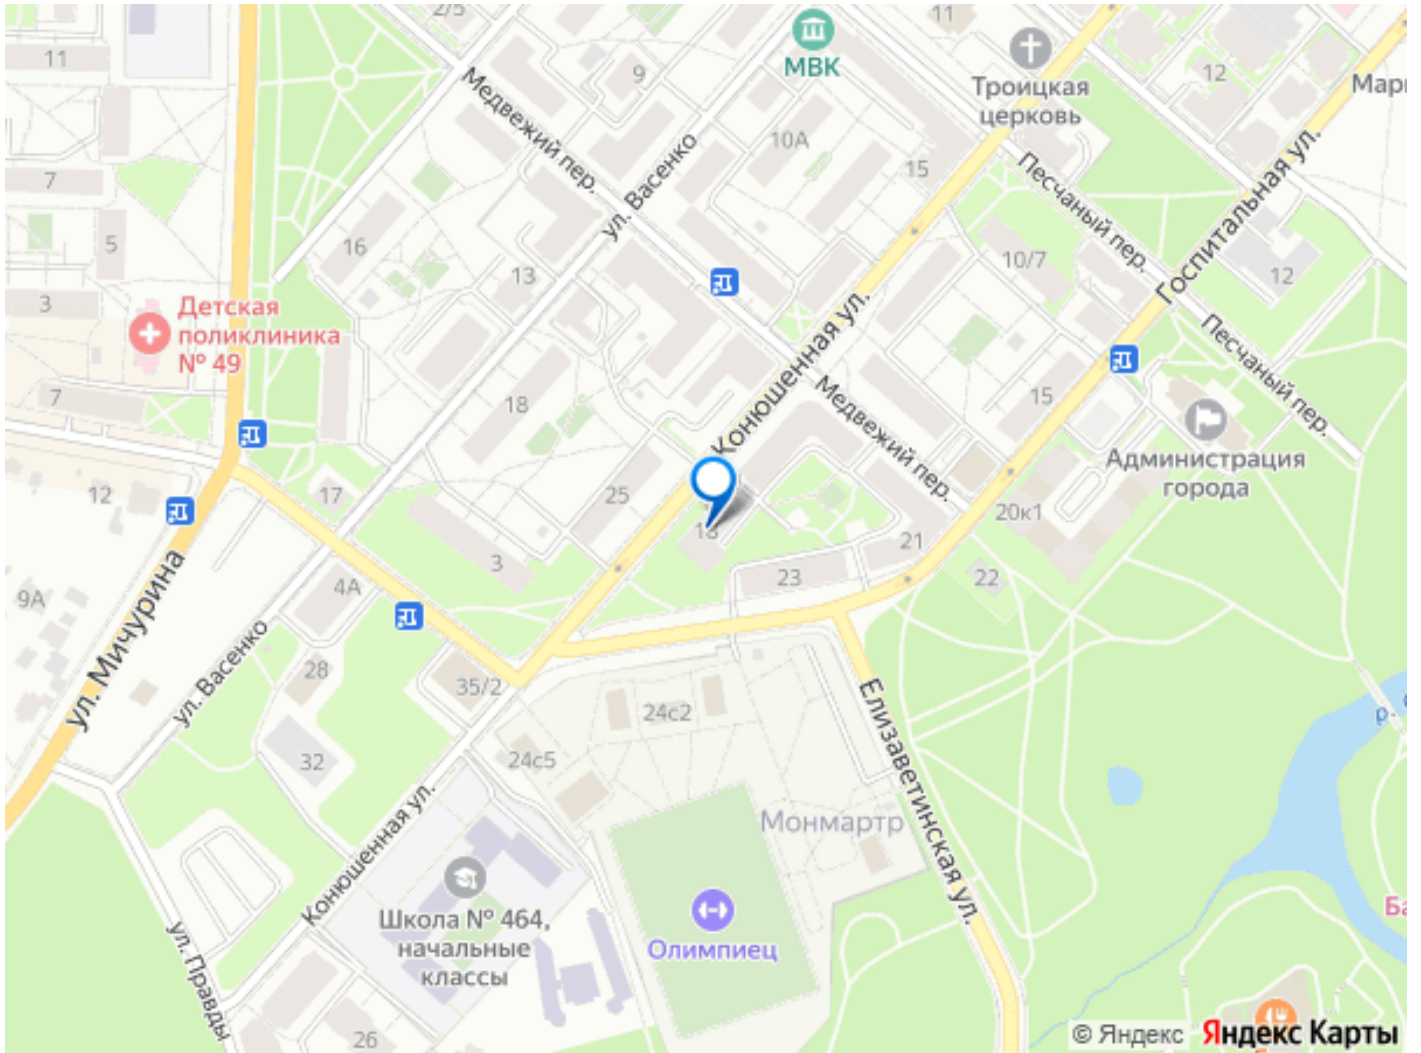 2/5
11
11
МВК
Троицкая
церковь
12
Марі
9
Медвежий пер.
10А
15
ул. Васенко
Песчаный пер.
Госпитальная ул.
7
5
16
13
10/7
12
3
Детская
поликлиника
№ 49
Конюшенная ул.
Песчаный пер.
7
18
Медвежий пер.
15
Администрация
города
12
17
25
18
20к1
21
3
23
22
9А
4А
ул. Мичурина
ул. Васенко
28
35/2
24с2
Елизаветинская ул.
р.
32
24с5
Монмартр
Конюшенная ул.
Школа № 464,
начальные
классы
Олимпиец
Ба
ул. Правды
26
© Яндекс Яндекс Карты